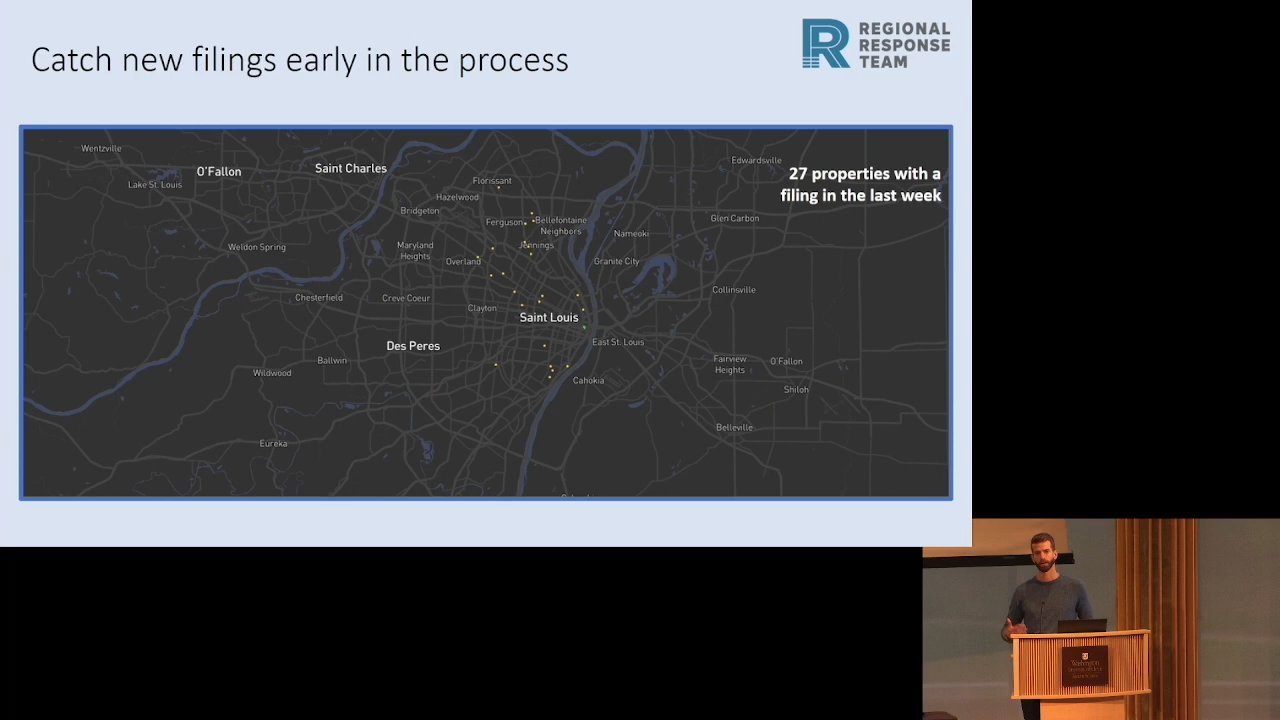 Catch new filings early in the process
REGIONAL
RESPONSE
TEAM
27 properties with a
filing in the last week
Wentzville
O'Fallon
Saint Charles
Lake St. Louis
Edwardsville
Florissant
Hazelwood
Bridgeton
Ferguson
Bellefontaine
Neighbors
Glen Carbon
Nameoki
Weldon Spring
Maryland
Heights
Jennings
Overland
Granite City
Chesterfield
Creve Coeur
Collinsville
Clayton
Saint Louis
East St. Louis
Des Peres
Ballwin
Wildwood
Fairview
Heights
O'Fallon
Cahokia
Shiloh
Belleville
Eureka
Washington